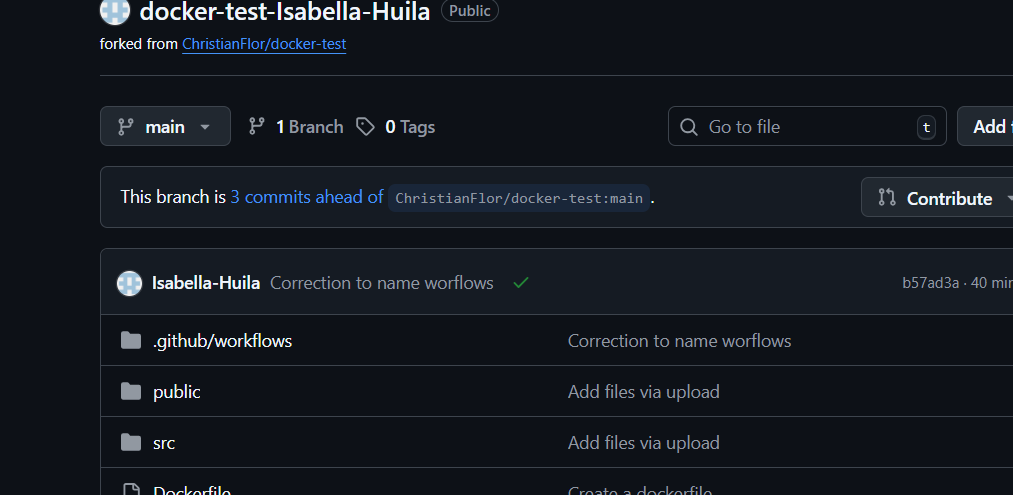 docker-test-Isabella-Huila Public
forked from ChristianFlor/docker-test
main 1 Branch 0 Tags Go to file t Add
This branch is 3 commits ahead of ChristianFlor/docker-test:main . Contribute
Isabella-Huila Correction to name worflows b57ad3a · 40
.github/workflows Correction to name worflows
public Add files via upload
src Add files via upload
Dockerfile Create a dockerfile